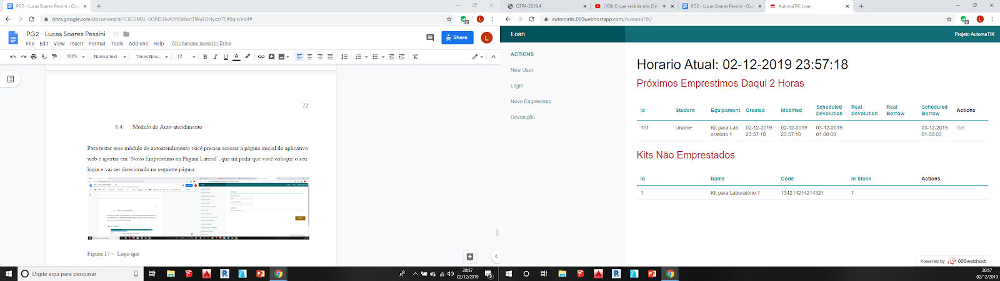 PG2 - Lucas Soares Pessini - Goo
docs.google.com/document/d/1QiC6M3L-SQhI33IxAOflQzhotTWuEDHyczr75lf0qis/edit#
PG2 - Lucas Soares Pessini
File Edit View Insert Format Tools Add-ons Help All changes saved in Drive
Share
L
100% Normal text Times New... 12
72
8.4 Módulo de Auto-atendimento
Para testar esse módulo de autoatendimento você precisa acessar a página inicial do aplicativo
web e apertar em ‘Novo Empréstimo na Página Lateral’, que irá pedir que você coloque o seu
login e vai ser direcionado na seguinte página.
Figura 17 – Logo que
Digite aqui para pesquisar
20:57
02/12/2019
QTPA-2019.4
(106) O que será de nós (Sér
PG2 - Lucas Soares Pessini - Goo
AutomaTIK: Loan
automatik.000webhostapp.com/AutomaTIK/
Loan
Projeto AutomaTIK
ACTIONS
New User
Login
Novo Empréstimo
Devolução
Horario Atual: 02-12-2019 23:57:18
Próximos Emprestimos Daqui 2 Horas
Id Student Equipament Created Modified Scheduled Devolution Real Devolution Real Borrow Scheduled Borrow Actions
151 Uname Kit para Lab oratório 1 02-12-2019 23:57:10 02-12-2019 23:57:10 03-12-2019 01:00:00 03-12-2019 01:00:00 Get
Kits Não Emprestados
Id Name Code In Stock Actions
1 Kit para Laboratório 1 134214214214321 1
Powered by 000webhost
20:57
02/12/2019